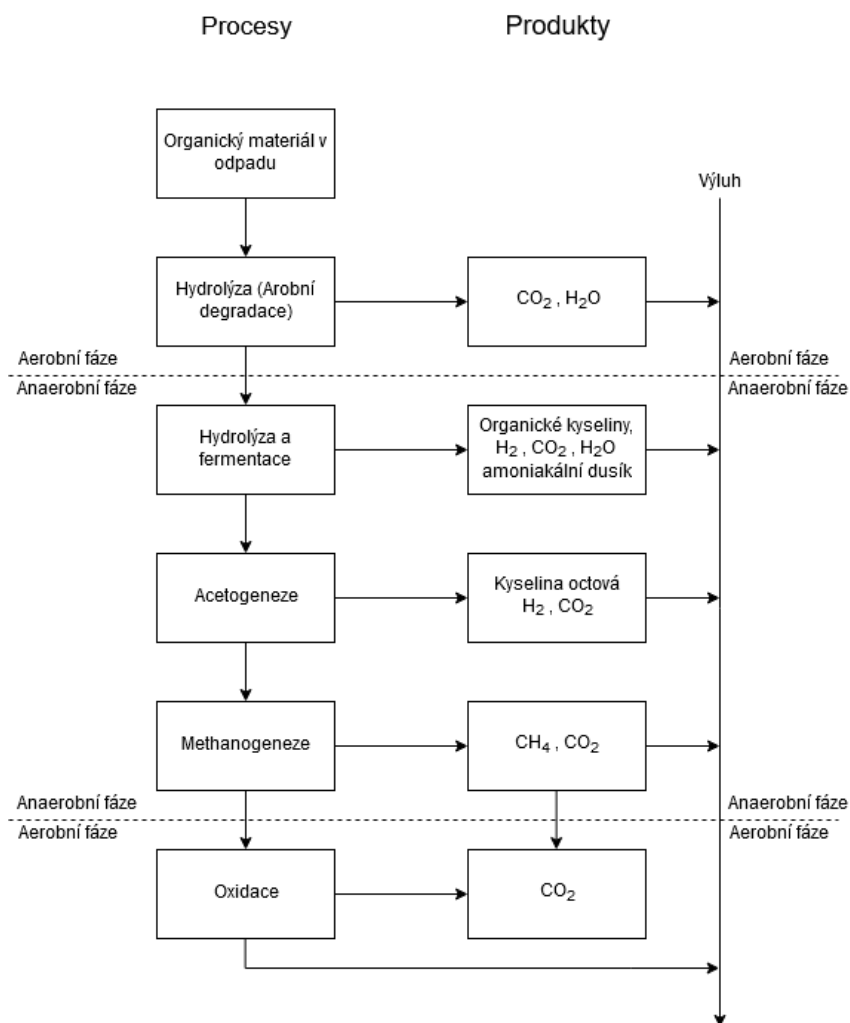 Procesy
Produkty
Organický materiál v
odpadu
Výluh
Hydrolýza (Arobní
degradace)
CO₂ , H₂O
Aerobní fáze
Aerobní fáze
Anaerobní fáze
Anaerobní fáze
Hydrolýza a
fermentace
Organické kyseliny,
H₂ , CO₂ , H₂O
amoniakální dusík
Acetogeneze
Kyselina octová
H₂ , CO₂
Methanogeneze
CH₄ , CO₂
Anaerobní fáze
Anaerobní fáze
Aerobní fáze
Aerobní fáze
Oxidace
CO₂